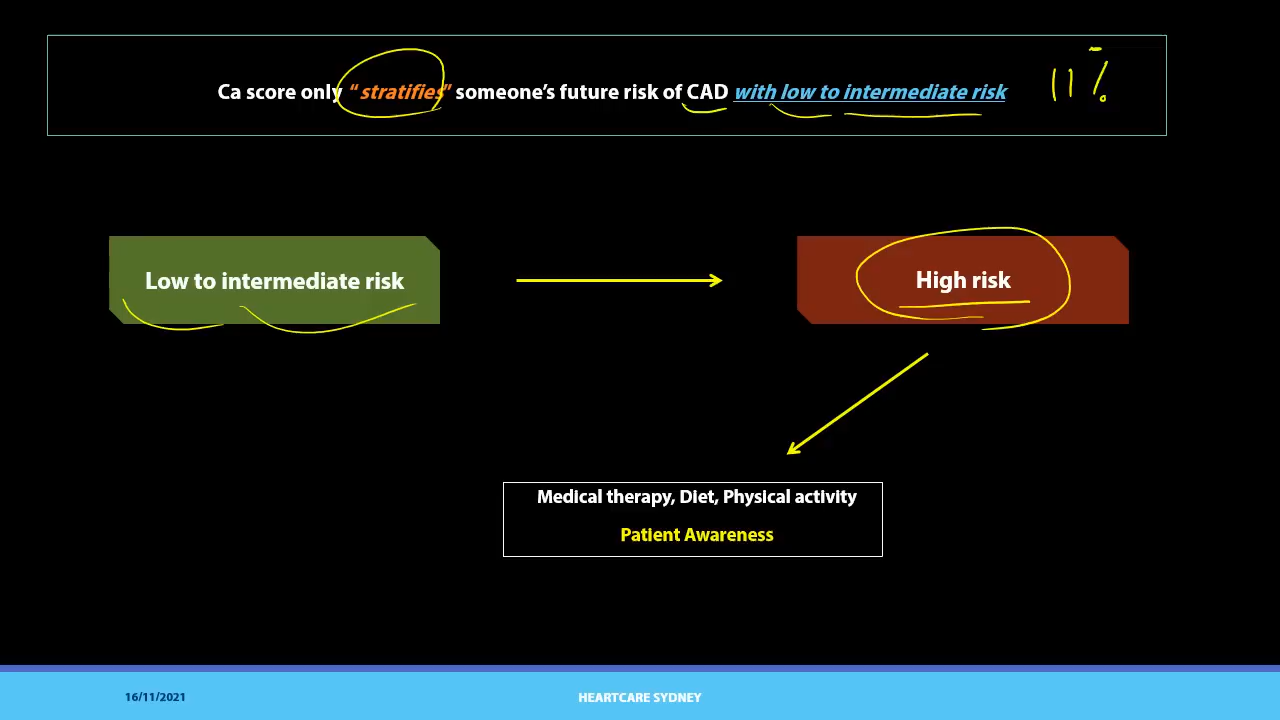 Ca score only “stratifies” someone’s future risk of CAD with low to intermediate risk
11%
Low to intermediate risk
High risk
Medical therapy, Diet, Physical activity
Patient Awareness
16/11/2021
HEARTCARE SYDNEY